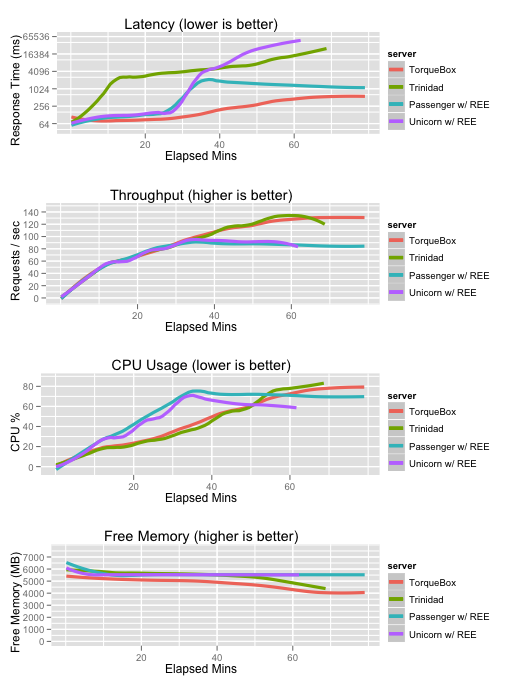 Latency (lower is better)
Response Time (ms)
65536
16384
4096
1024
256
64
20
40
60
Elapsed Mins
server
TorqueBox
Trinidad
Passenger w/ REE
Unicorn w/ REE
Throughput (higher is better)
Requests / sec
140
120
100
80
60
40
20
0
20
60
Elapsed Mins
server
TorqueBox
Trinidad
Passenger w/ REE
Unicorn w/ REE
CPU Usage (lower is better)
CPU %
80
60
40
20
0
20
60
Elapsed Mins
server
TorqueBox
Trinidad
Passenger w/ REE
Unicorn w/ REE
Free Memory (higher is better)
Free Memory (MB)
7000
6000
5000
4000
3000
2000
1000
0
20
60
Elapsed Mins
server
TorqueBox
Trinidad
Passenger w/ REE
Unicorn w/ REE